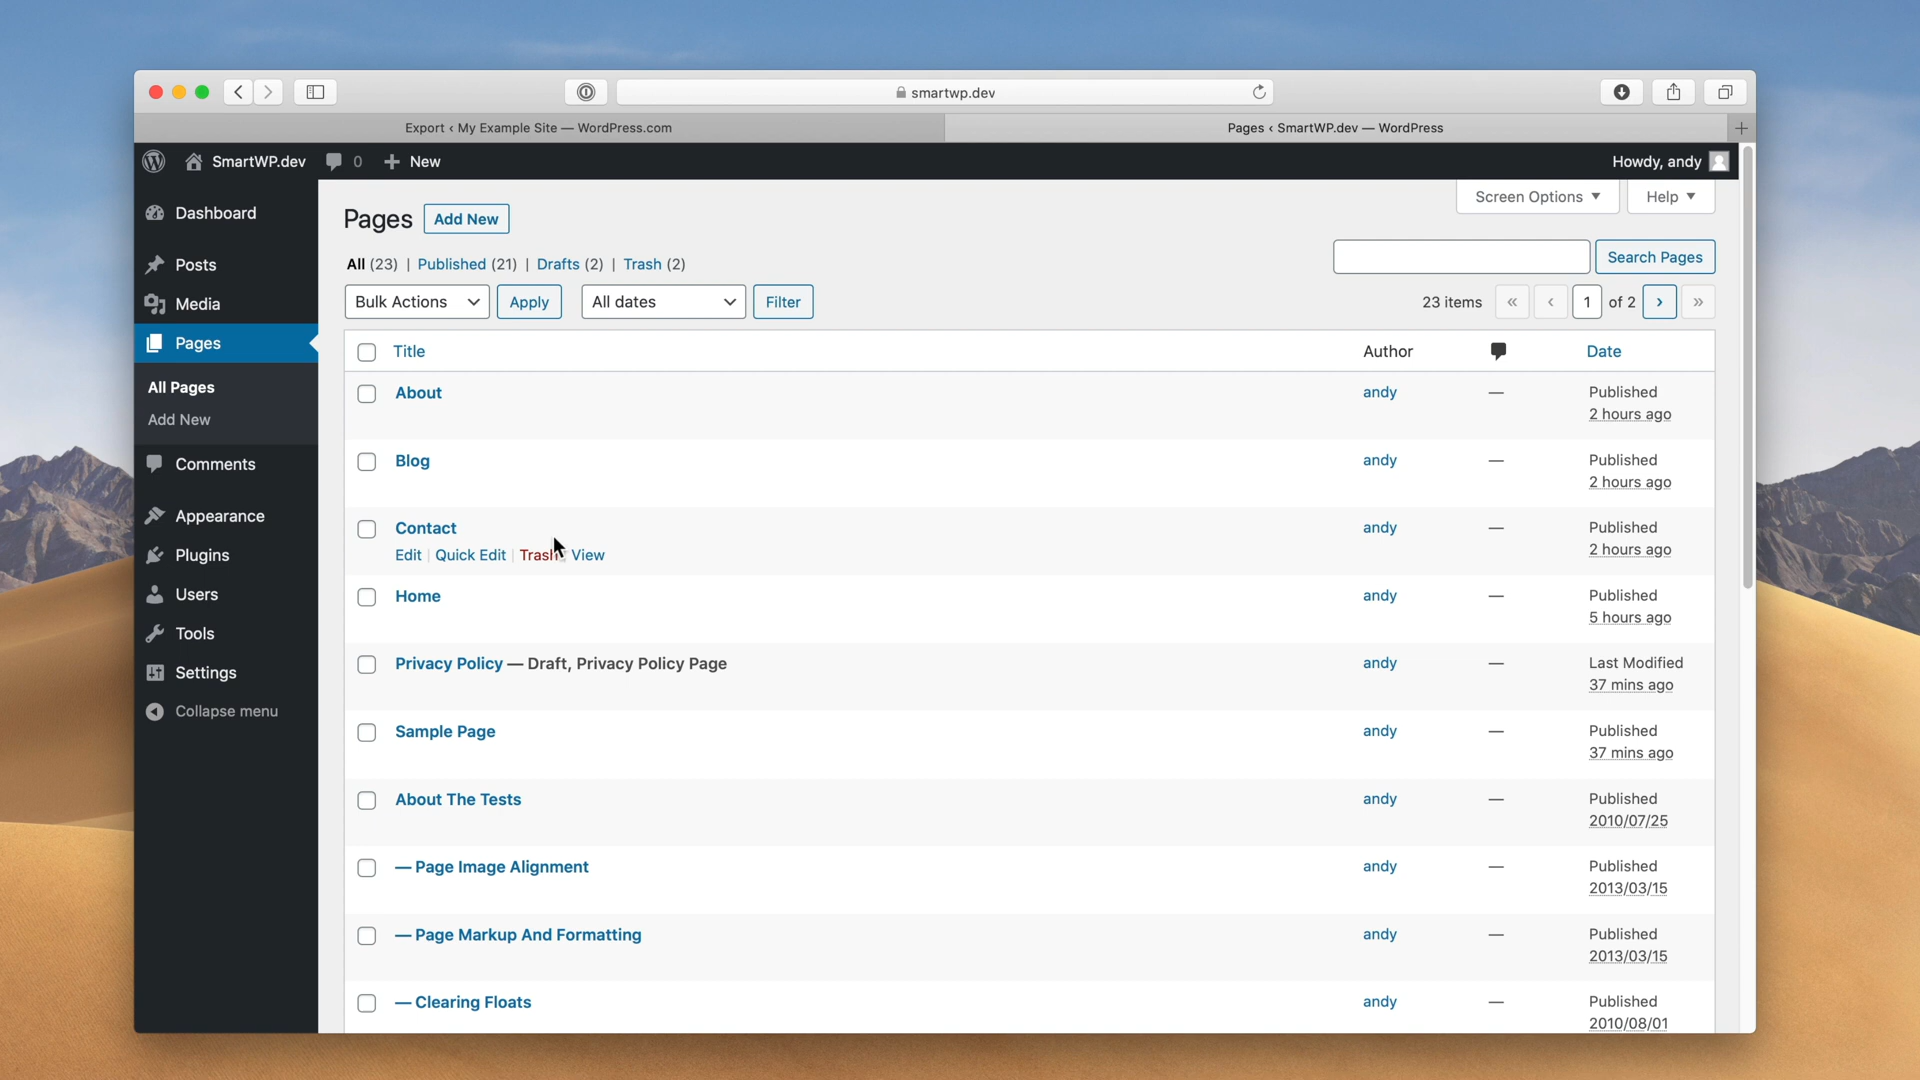 smartwp.dev
Export ‹ My Example Site — WordPress.com
Pages ‹ SmartWP.dev — WordPress
SmartWP.dev 0 New
Howdy, andy
Dashboard
Posts
Media
Pages
All Pages
Add New
Comments
Appearance
Plugins
Users
Tools
Settings
Collapse menu
Screen Options
Help
Pages Add New
All (23) | Published (21) | Drafts (2) | Trash (2)
Search Pages
Bulk Actions Apply All dates Filter
23 items « ‹ 1 of 2 › »
Title Author Date
About andy — Published
2 hours ago
Blog andy — Published
2 hours ago
Contact andy — Published
Edit | Quick Edit | Trash View 2 hours ago
Home andy — Published
5 hours ago
Privacy Policy — Draft, Privacy Policy Page andy — Last Modified
37 mins ago
Sample Page andy — Published
37 mins ago
About The Tests andy — Published
2010/07/25
— Page Image Alignment andy — Published
2013/03/15
— Page Markup And Formatting andy — Published
2013/03/15
— Clearing Floats andy — Published
2010/08/01